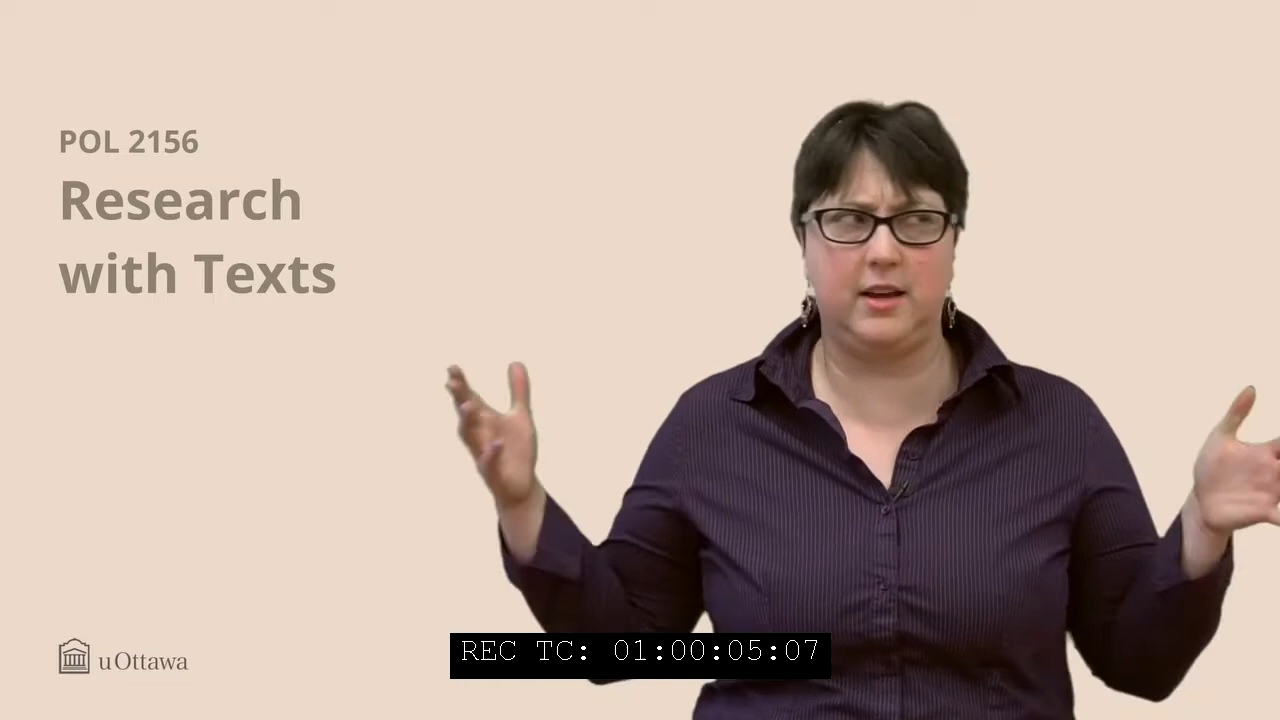 POL 2156
Research
with Texts
uOttawa
REC TC: 01:00:05:07